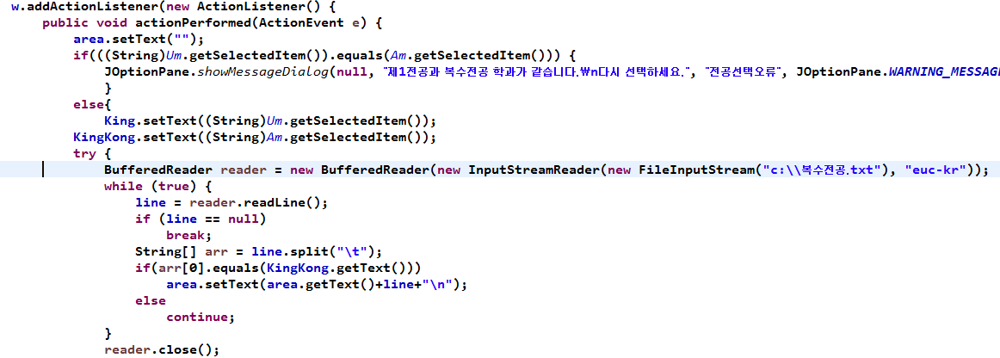 w.addActionListener(new ActionListener() {
public void actionPerformed(ActionEvent e) {
area.setText("");
if(((String)Um.getSelectedItem()).equals(Am.getSelectedItem())) {
JOptionPane.showMessageDialog(null, "제1전공과 복수전공 학과가 같습니다.₩n다시 선택하세요.", "전공선택오류", JOptionPane.WARNING_MESSAGE
}
else{
King.setText((String)Um.getSelectedItem());
KingKong.setText((String)Am.getSelectedItem());
try {
BufferedReader reader = new BufferedReader(new InputStreamReader(new FileInputStream("c:\\복수전공.txt"), "euc-kr"));
while (true) {
line = reader.readLine();
if (line == null)
break;
String[] arr = line.split("\t");
if(arr[0].equals(KingKong.getText()))
area.setText(area.getText()+line+"\n");
else
continue;
}
reader.close();